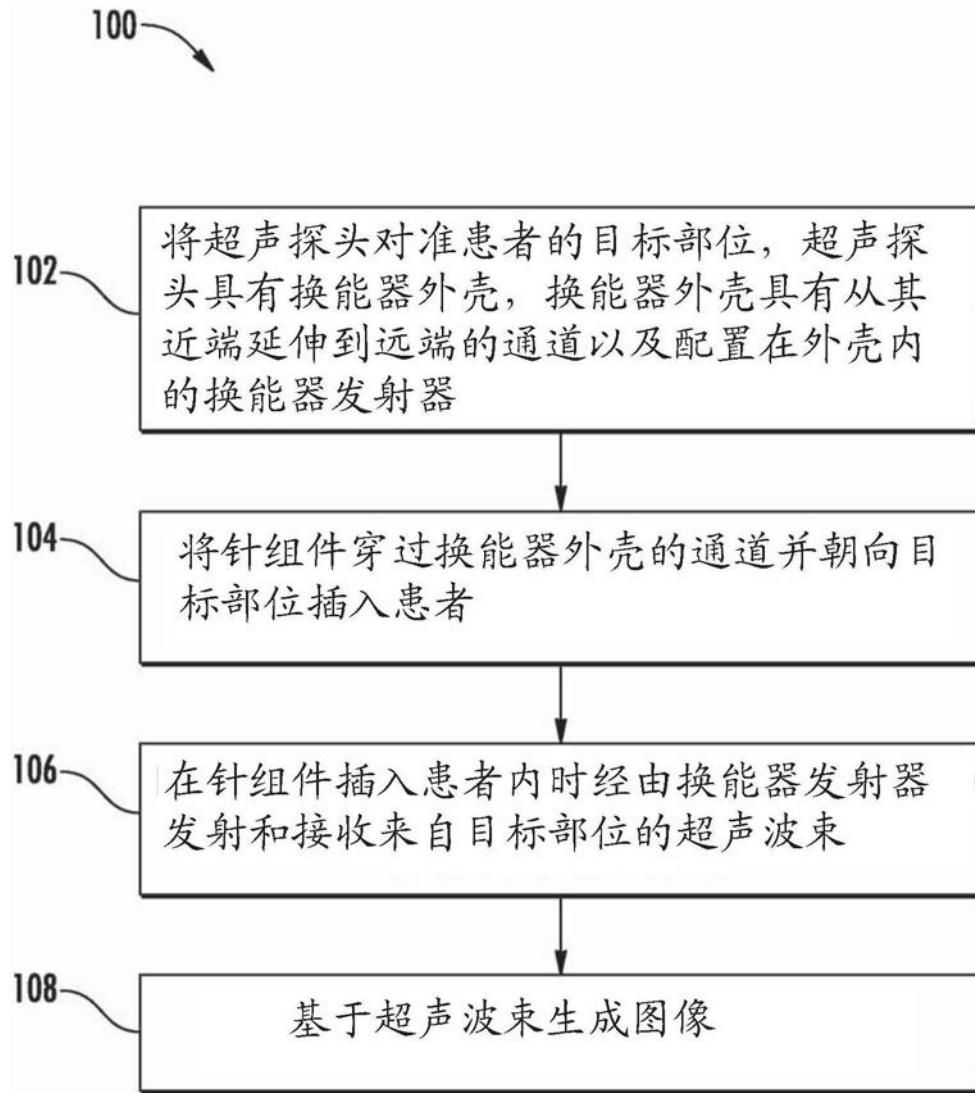 100
102
将超声探头对准患者的目标部位，超声探
头具有换能器外壳，换能器外壳具有从其
近端延伸到远端的通道以及配置在外壳内
的换能器发射器
104
将针组件穿过换能器外壳的通道并朝向目
标部位插入患者
106
在针组件插入患者内时经由换能器发射器
发射和接收来自目标部位的超声波束
108
基于超声波束生成图像